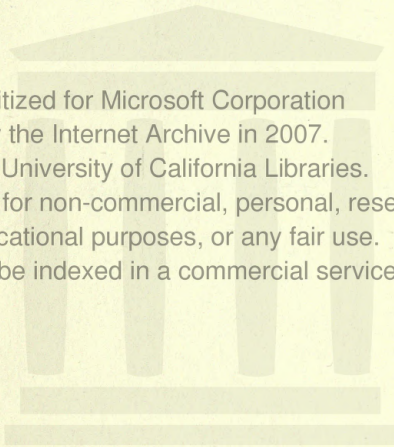 itized for Microsoft Corporation
the Internet Archive in 2007.
University of California Libraries.
for non-commercial, personal, rese
cational purposes, or any fair use.
be indexed in a commercial service